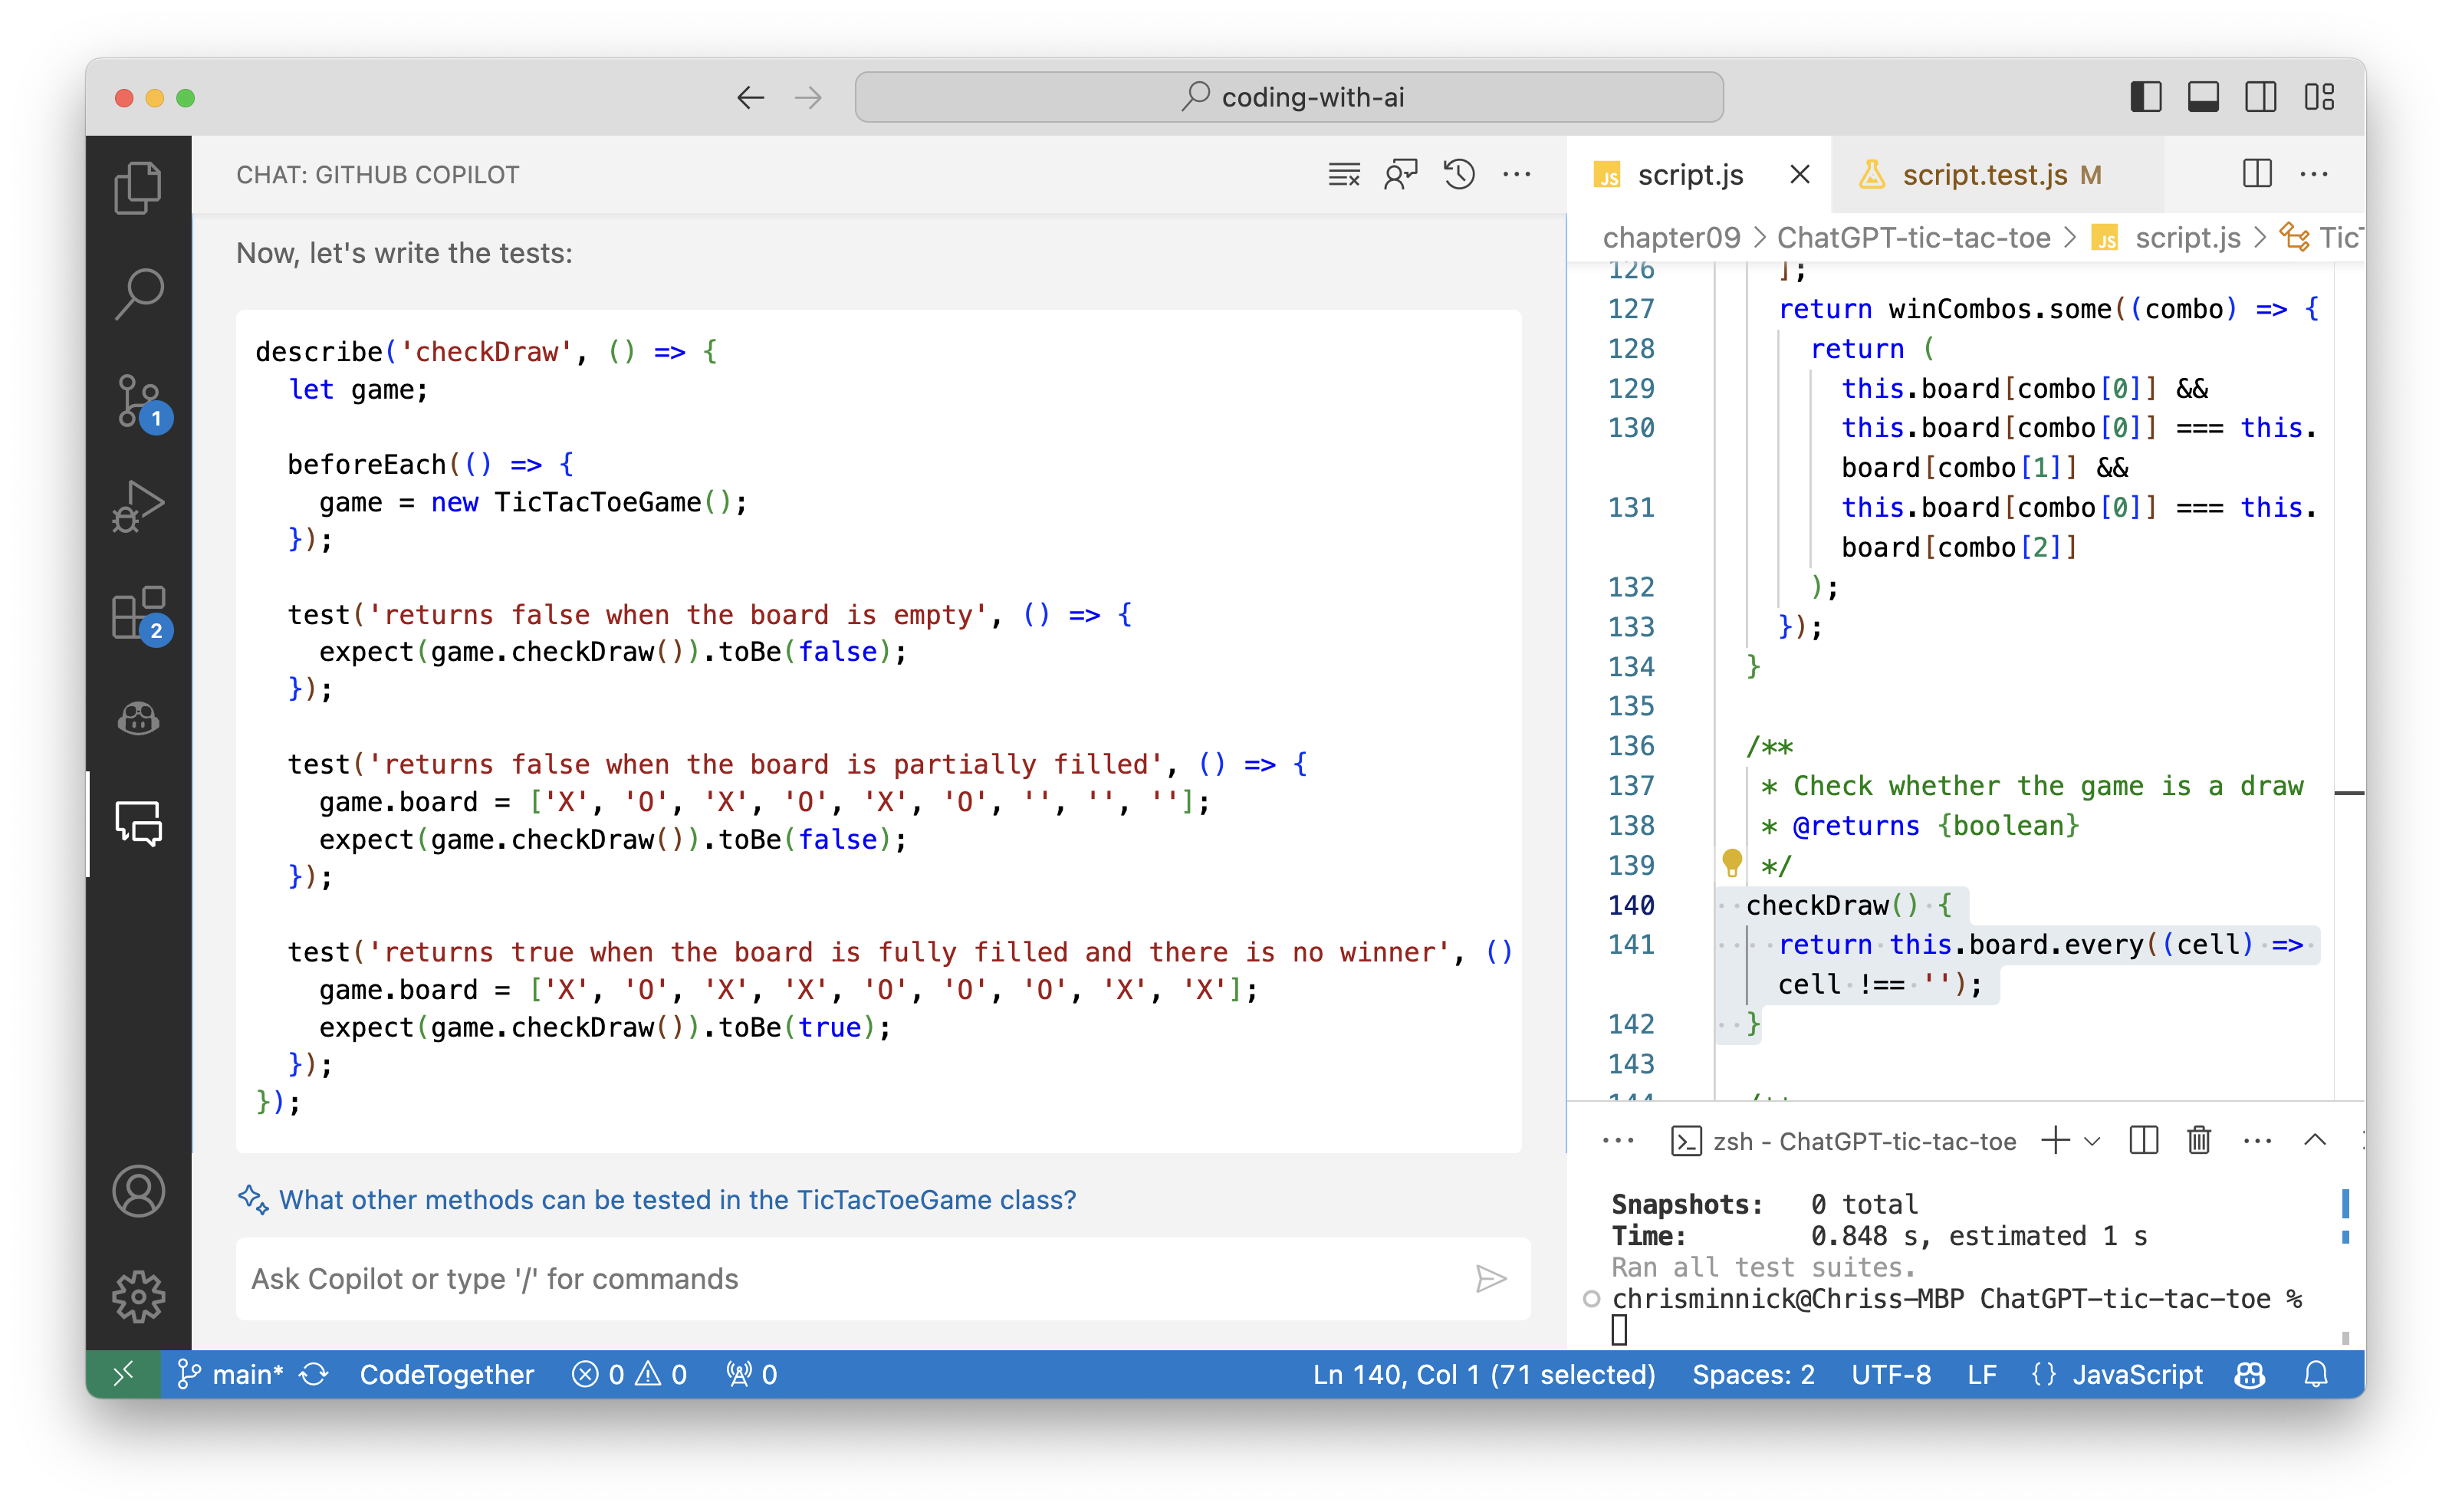 coding-with-ai
CHAT: GITHUB COPILOT
Now, let's write the tests:
describe('checkDraw', () => {
  let game;
  beforeEach(() => {
    game = new TicTacToeGame();
  });
  test('returns false when the board is empty', () => {
    expect(game.checkDraw()).toBe(false);
  });
  test('returns false when the board is partially filled', () => {
    game.board = ['X', 'O', 'X', 'O', 'X', 'O', '', '', ''];
    expect(game.checkDraw()).toBe(false);
  });
  test('returns true when the board is fully filled and there is no winner', ()
    game.board = ['X', 'O', 'X', 'X', 'O', 'O', 'O', 'X', 'X'];
    expect(game.checkDraw()).toBe(true);
  });
});
What other methods can be tested in the TicTacToeGame class?
Ask Copilot or type '/' for commands
1
2
JS script.js
script.test.js M
chapter09 > ChatGPT-tic-tac-toe > JS script.js >
126 ];
127 return winCombos.some((combo) => {
128 return (
129 this.board[combo[0]] &&
130 this.board[combo[0]] === this.
board[combo[1]] &&
131 this.board[combo[0]] === this.
board[combo[2]]
132 );
133 });
134 }
135
136 /**
137 * Check whether the game is a draw
138 * @returns {boolean}
139 */
140 checkDraw() {
141 return this.board.every((cell) =>
cell !== '');
142 }
143
zsh - ChatGPT-tic-tac-toe
Snapshots: 0 total
Time: 0.848 s, estimated 1 s
Ran all test suites.
chrisminnick@Chriss-MBP ChatGPT-tic-tac-toe %
main* CodeTogether 0 0 0 Ln 140, Col 1 (71 selected) Spaces: 2 UTF-8 LF {} JavaScript